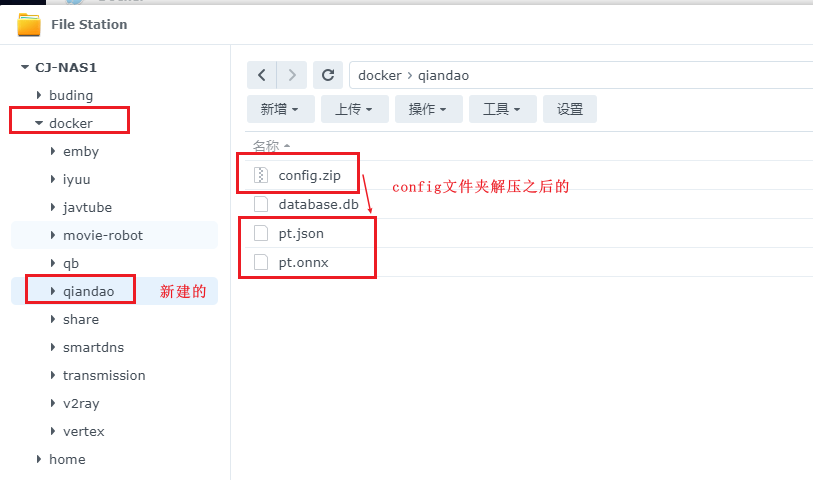 File Station
CJ-NAS1
buding
docker
emby
iyuu
javtube
movie-robot
qb
qiandao
新建的
share
smartdns
transmission
v2ray
vertex
home
docker › qiandao
新增 上传 操作 工具 设置
名称
config.zip
config文件夹解压之后的
database.db
pt.json
pt.onnx